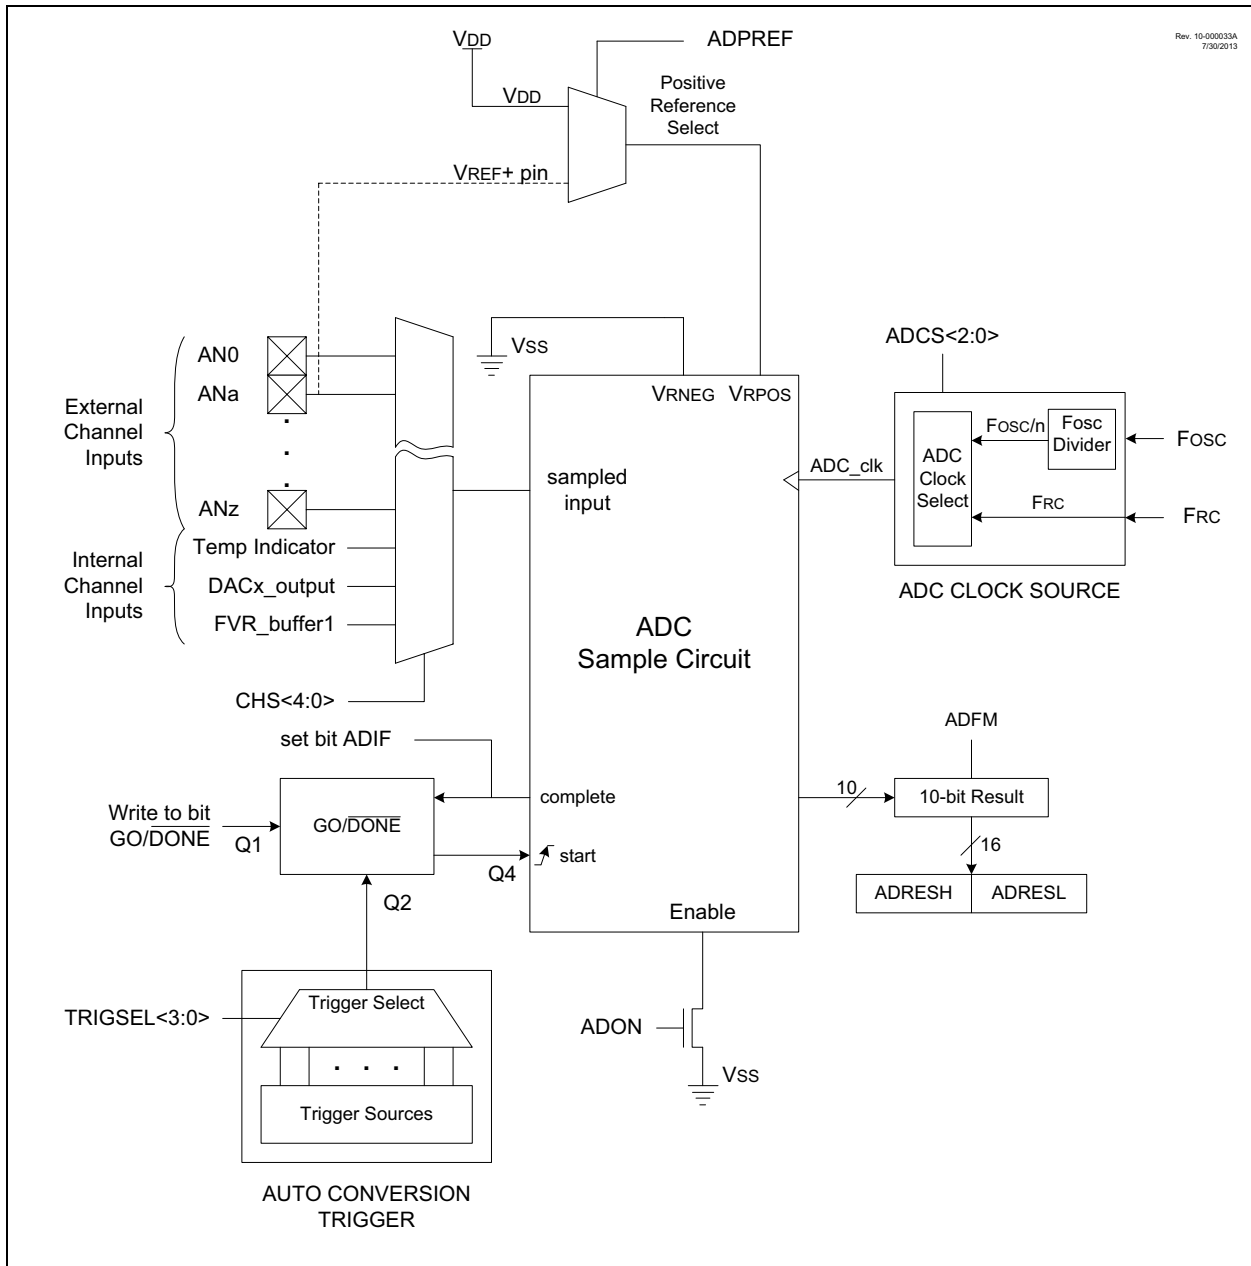 Rev. 10-000033A
7/30/2013
VDD
ADPREF
VDD
Positive
Reference
Select
VREF+ pin
External
Channel
Inputs
AN0
ANa
.
.
.
ANz
Internal
Channel
Inputs
Temp Indicator
DACx_output
FVR_buffer1
CHS<4:0>
VSS
VRNEG VRPOS
sampled
input
ADC_clk
ADC
Sample Circuit
ADCS<2:0>
ADC
Clock
Select
FOSC/n
Fosc
Divider
FOSC
FRC
FRC
ADC CLOCK SOURCE
set bit ADIF
Write to bit
GO/DONE
Q1
GO/DONE
complete
start
Q4
Q2
Enable
ADFM
10
10-bit Result
16
ADRESH ADRESL
TRIGSEL<3:0>
Trigger Select
. . .
Trigger Sources
AUTO CONVERSION
TRIGGER
ADON
VSS